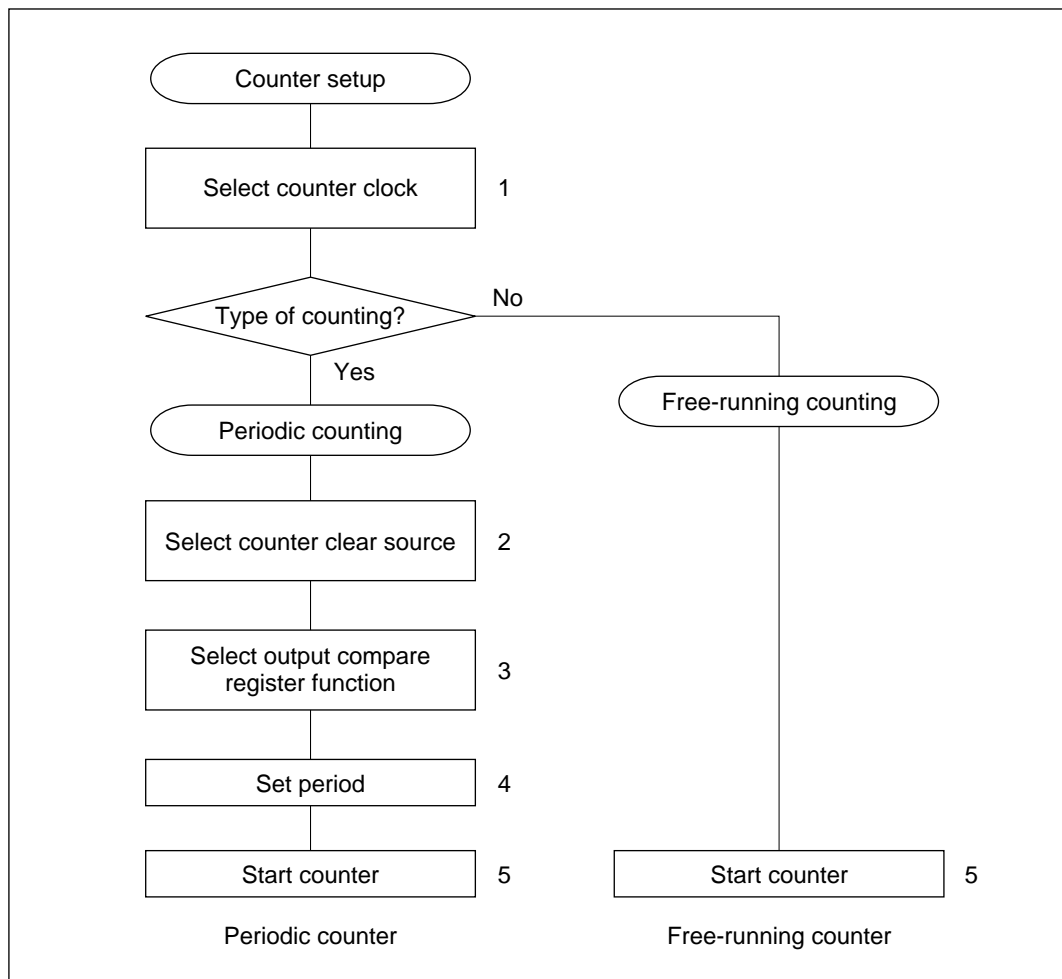 Counter setup
Select counter clock
1
Type of counting?
No
Yes
Periodic counting
Free-running counting
Select counter clear source
2
Select output compare
register function
3
Set period
4
Start counter
5
Start counter
5
Periodic counter
Free-running counter